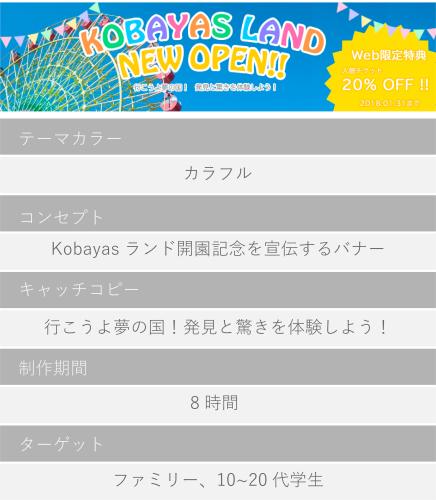 KOBAYAS LAND
NEW OPEN!!
行こうよ夢の国！ 発見と驚きを体験しよう！
Web限定特典
入園チケット
20% OFF !!
2018.01.31まで
テーマカラー
カラフル
コンセプト
Kobayas ランド開園記念を宣伝するバナー
キャッチコピー
行こうよ夢の国！発見と驚きを体験しよう！
制作期間
8 時間
ターゲット
ファミリー、10~20 代学生